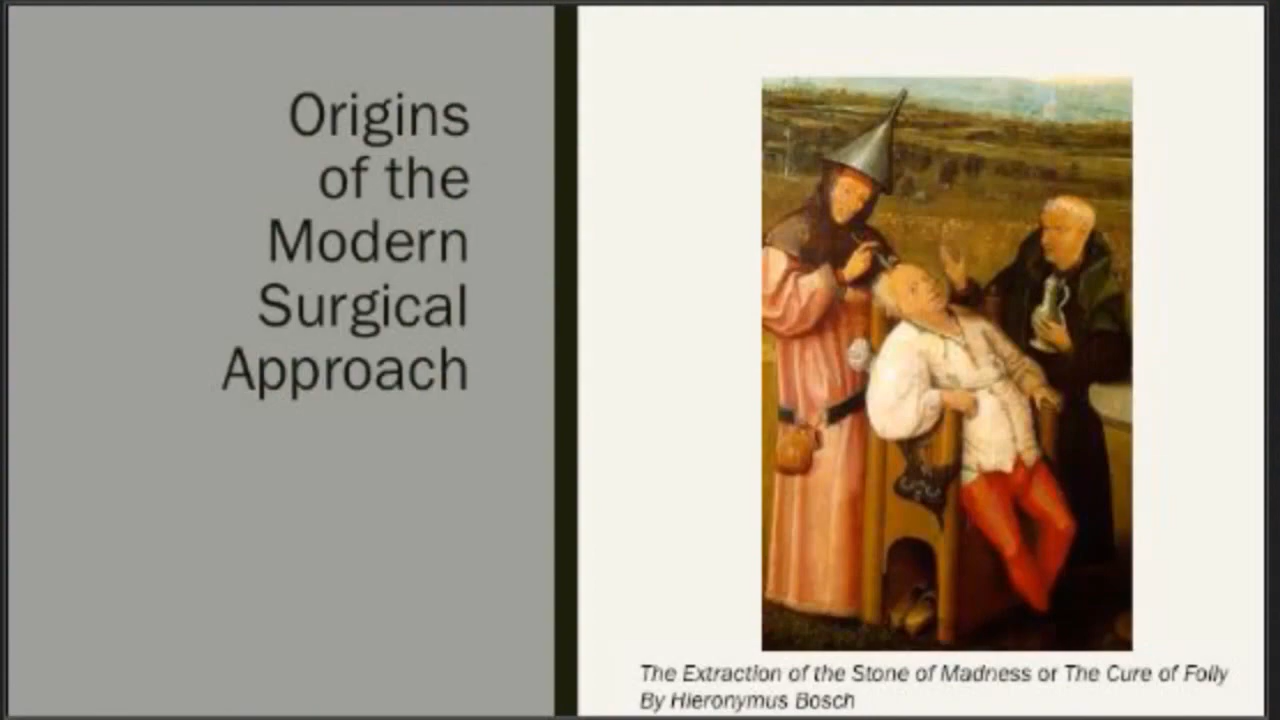 Origins
of the
Modern
Surgical
Approach
The Extraction of the Stone of Madness or The Cure of Folly
By Hieronymus Bosch